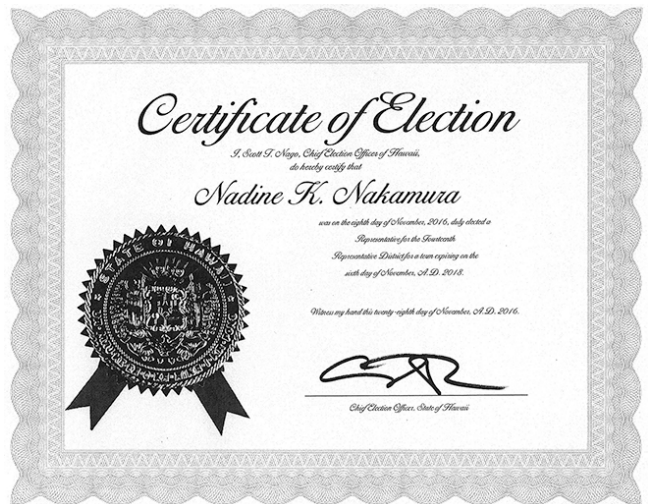 Certificate of Election
I, Scott T. Nago, Chief Election Officer of Hawaii,
do hereby certify that
Nadine K. Nakamura
was on the eighth day of November, 2016, duly elected a
Representative for the Fourteenth
Representative District for a term expiring on the
sixth day of November, A.D. 2018.
Witness my hand this twenty-eighth day of November, A.D. 2016.
STATE OF HAWAII
Chief Election Officer, State of Hawaii